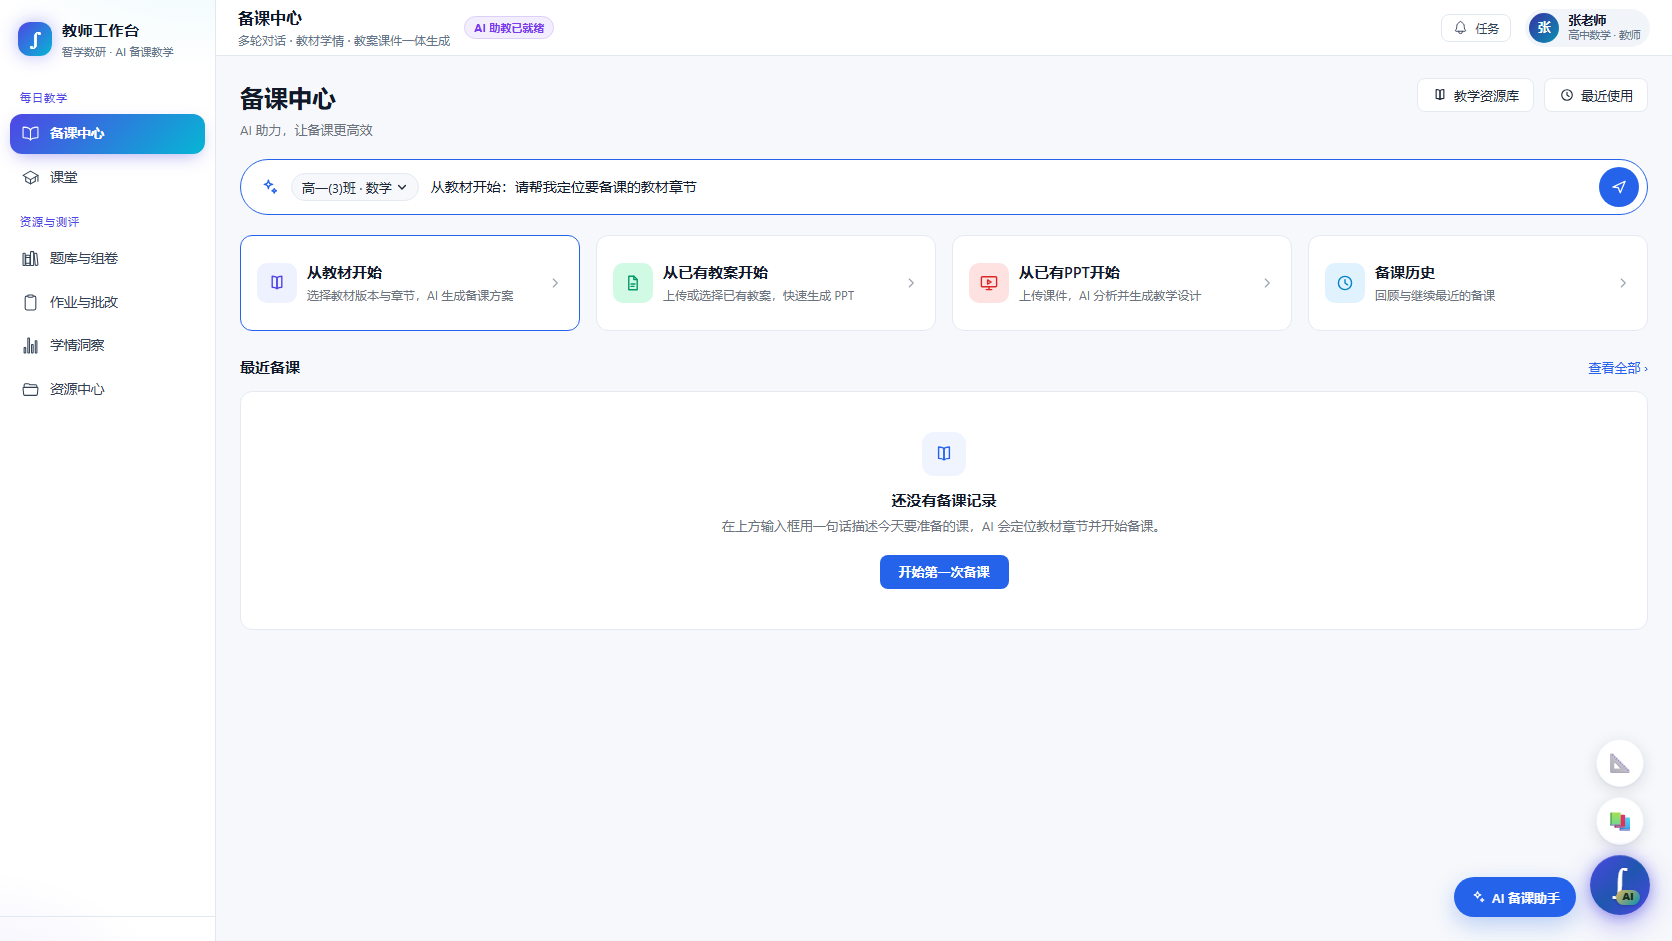 教师工作台
智学数研 · AI 备课教学
每日教学
备课中心
课堂
资源与测评
题库与组卷
作业与批改
学情洞察
资源中心
备课中心
多轮对话 · 教材学情 · 教案课件一体生成
AI 助教已就绪
任务
张
张老师
高中数学 · 教师
备课中心
AI 助力，让备课更高效
教学资源库
最近使用
高一(3)班 · 数学
从教材开始：请帮我定位要备课的教材章节
从教材开始
选择教材版本与章节，AI 生成备课方案
从已有教案开始
上传或选择已有教案，快速生成 PPT
从已有PPT开始
上传课件，AI 分析并生成教学设计
备课历史
回顾与继续最近的备课
最近备课
查看全部 ›
还没有备课记录
在上方输入框用一句话描述今天要准备的课，AI 会定位教材章节并开始备课。
开始第一次备课
AI 备课助手
∫
AI